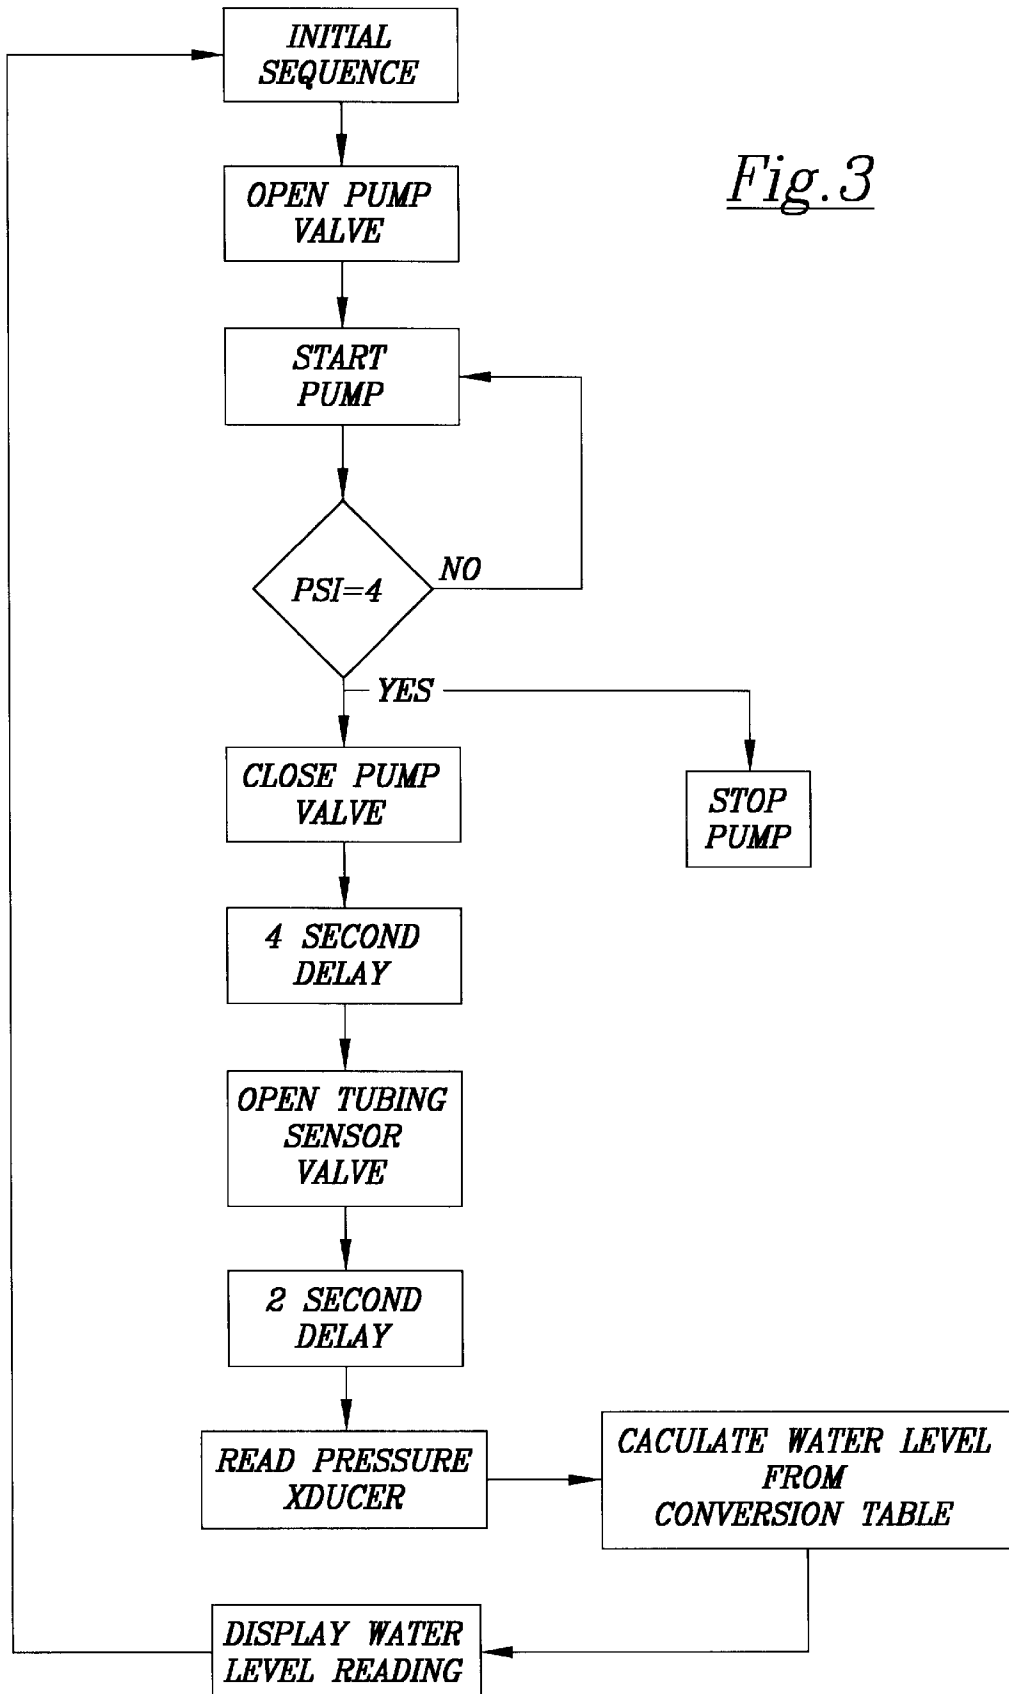 INITIAL
SEQUENCE
Fig.3
OPEN PUMP
VALVE
START
PUMP
PSI=4
NO
YES
CLOSE PUMP
VALVE
STOP
PUMP
4 SECOND
DELAY
OPEN TUBING
SENSOR
VALVE
2 SECOND
DELAY
READ PRESSURE
XDUCER
CACULATE WATER LEVEL
FROM
CONVERSION TABLE
DISPLAY WATER
LEVEL READING